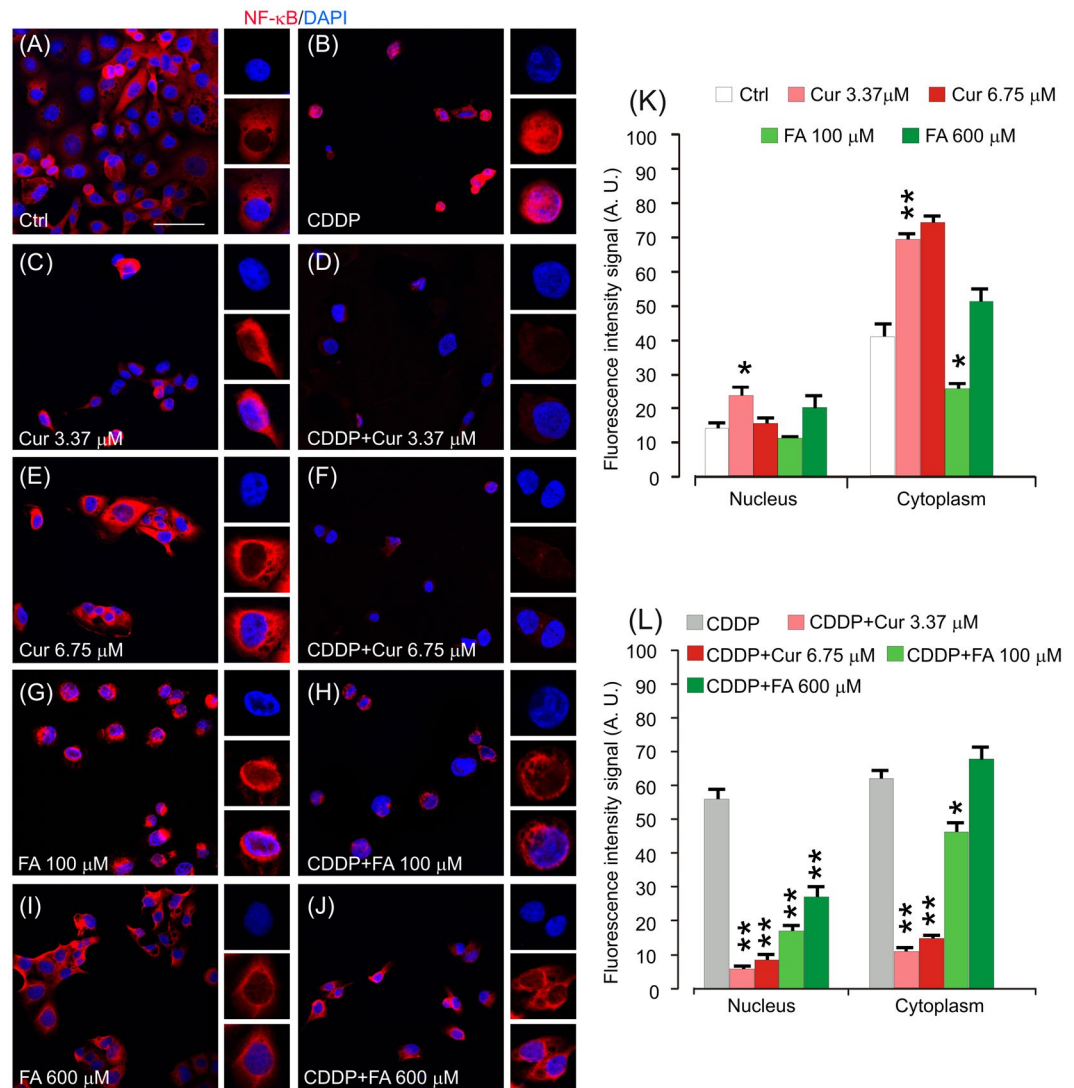 NF-κB/DAPI
(A)
Ctrl
(B)
CDDP
(C)
Cur 3.37 μM
(D)
CDDP+Cur 3.37 μM
(E)
Cur 6.75 μM
(F)
CDDP+Cur 6.75 μM
(G)
FA 100 μM
(H)
CDDP+FA 100 μM
(I)
FA 600 μM
(J)
CDDP+FA 600 μM
(K)
Ctrl Cur 3.37μM Cur 6.75 μM
FA 100 μM FA 600 μM
Fluorescence intensity signal (A. U.)
100
90
80
70
60
50
40
30
20
10
0
*
**
*
Nucleus Cytoplasm
(L)
CDDP CDDP+Cur 3.37 μM
CDDP+Cur 6.75 μM CDDP+FA 100 μM
CDDP+FA 600 μM
Fluorescence intensity signal (A. U.)
100
90
80
70
60
50
40
30
20
10
0
** ** ** ** ** ** *
Nucleus Cytoplasm